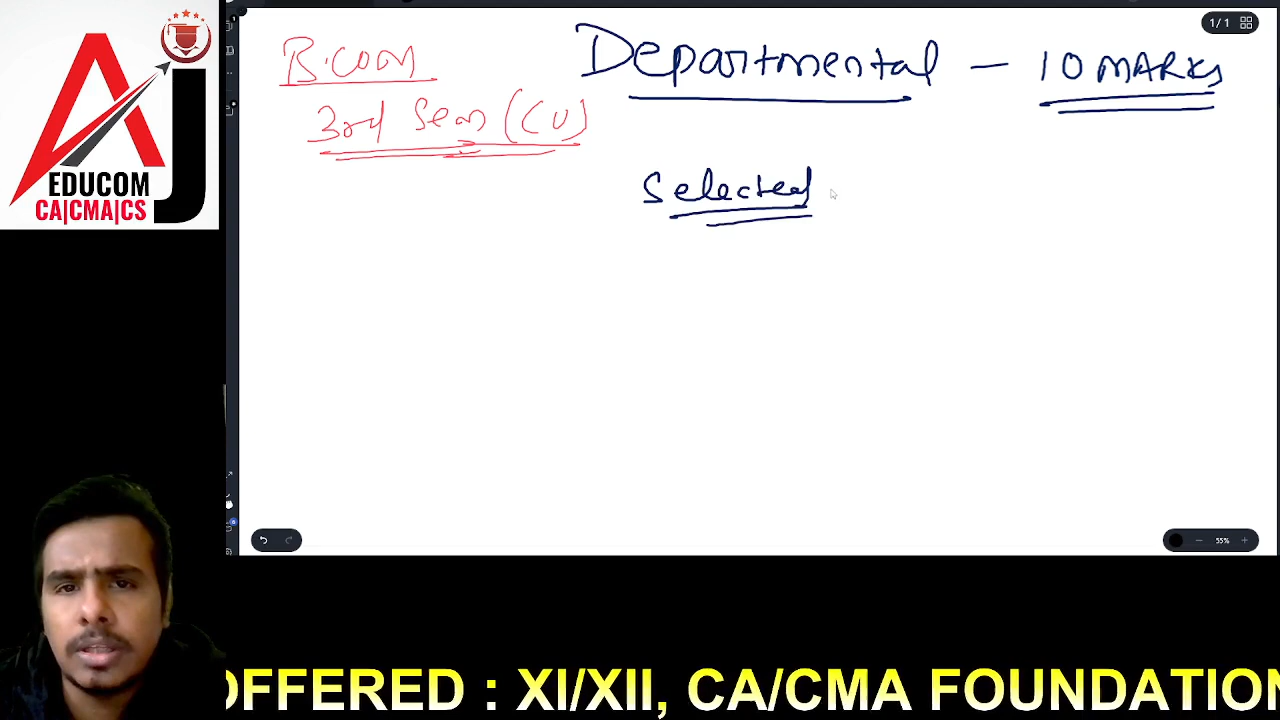 AJ
EDUCOM
CA|CMA|CS
B.COM
3rd Sem (CU)
Departmental — 10 MARKS
Selected
1/1
55%
OFFERED : XI/XII, CA/CMA FOUNDATION